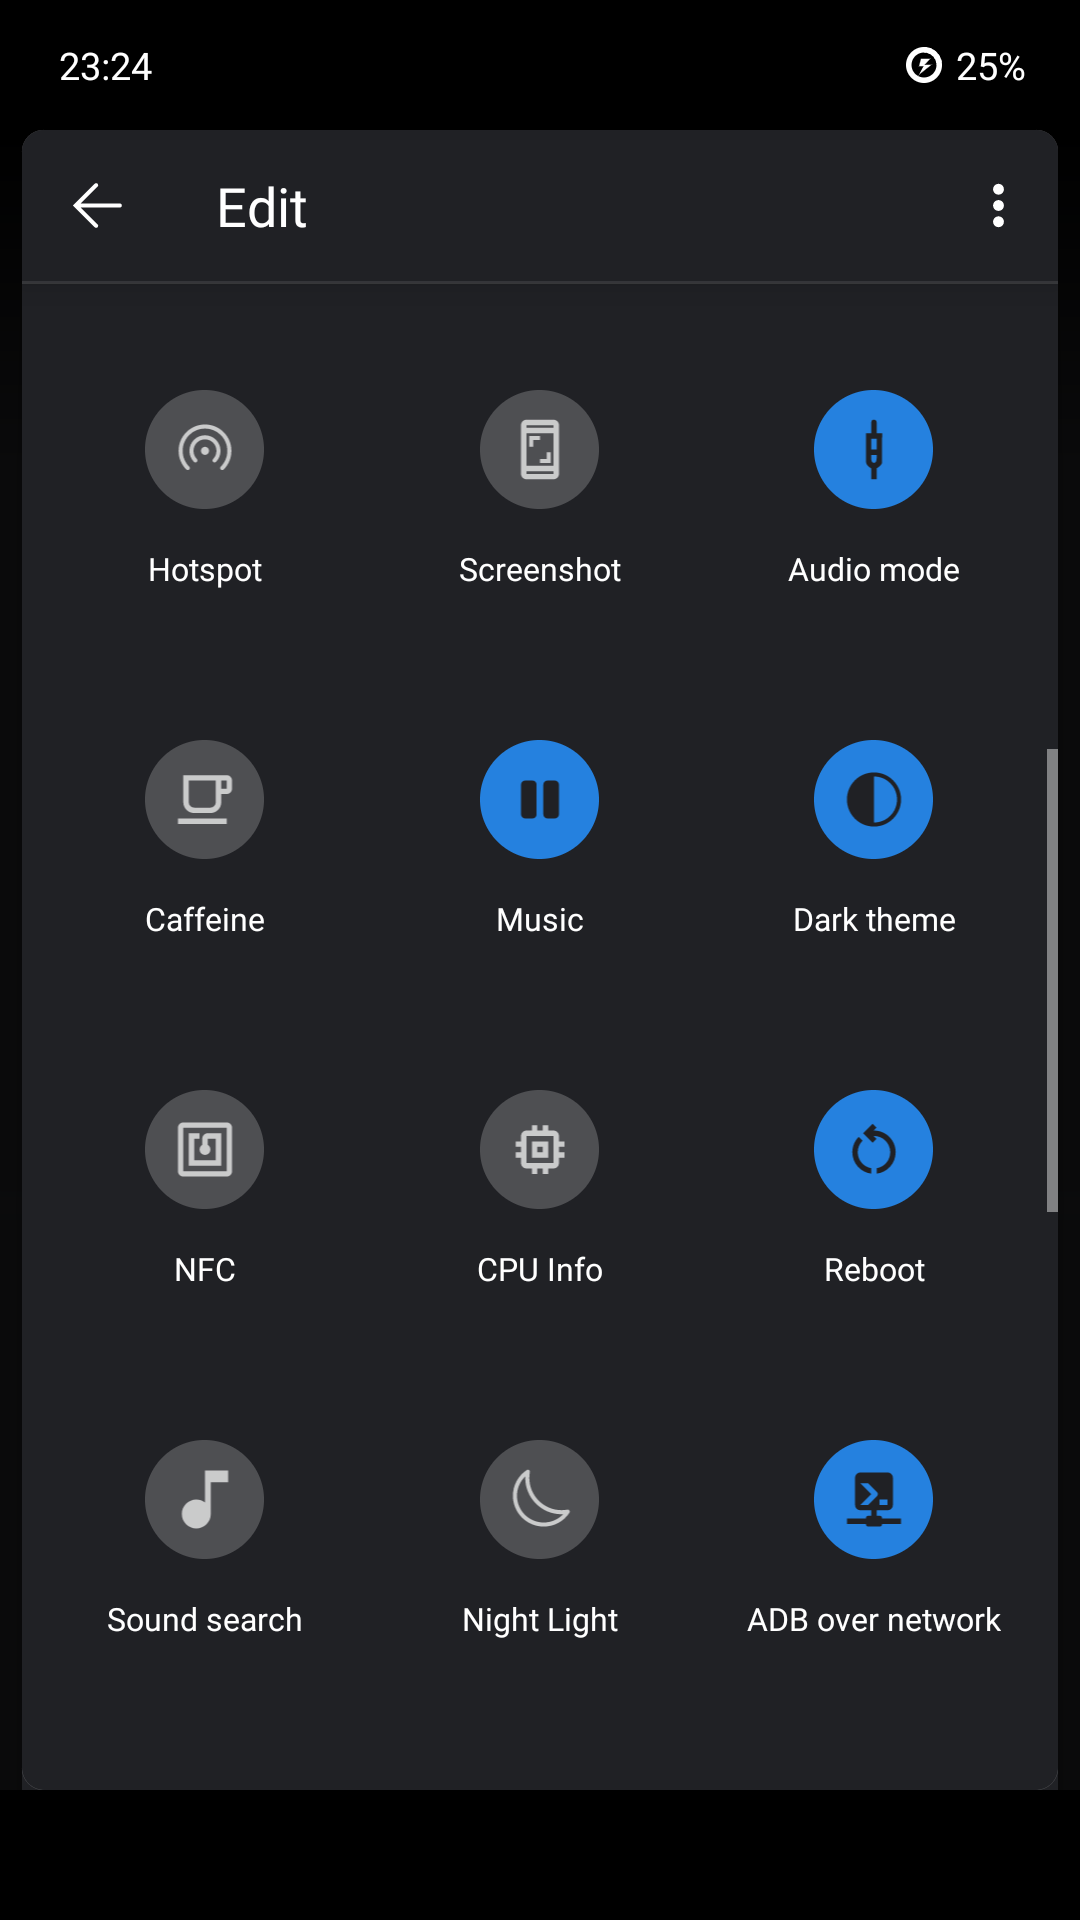 23:24 25%
Edit
Hotspot Screenshot Audio mode
Caffeine Music Dark theme
NFC CPU Info Reboot
Sound search Night Light ADB over network